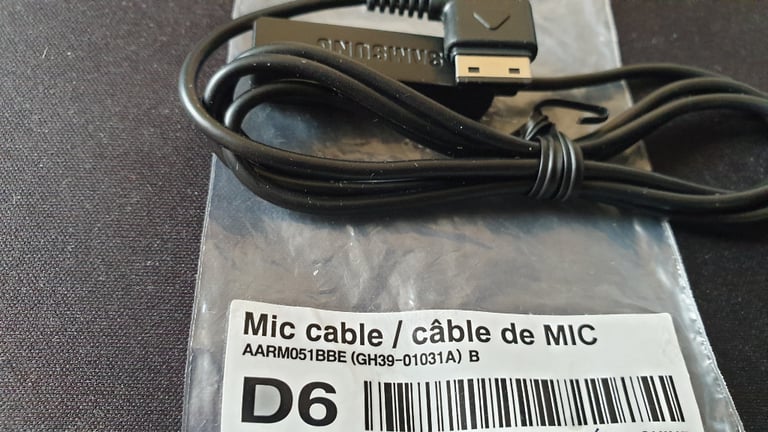 SAMSUNG
Mic cable / câble de MIC
AARM051BBE (GH39-01031A) B
D6